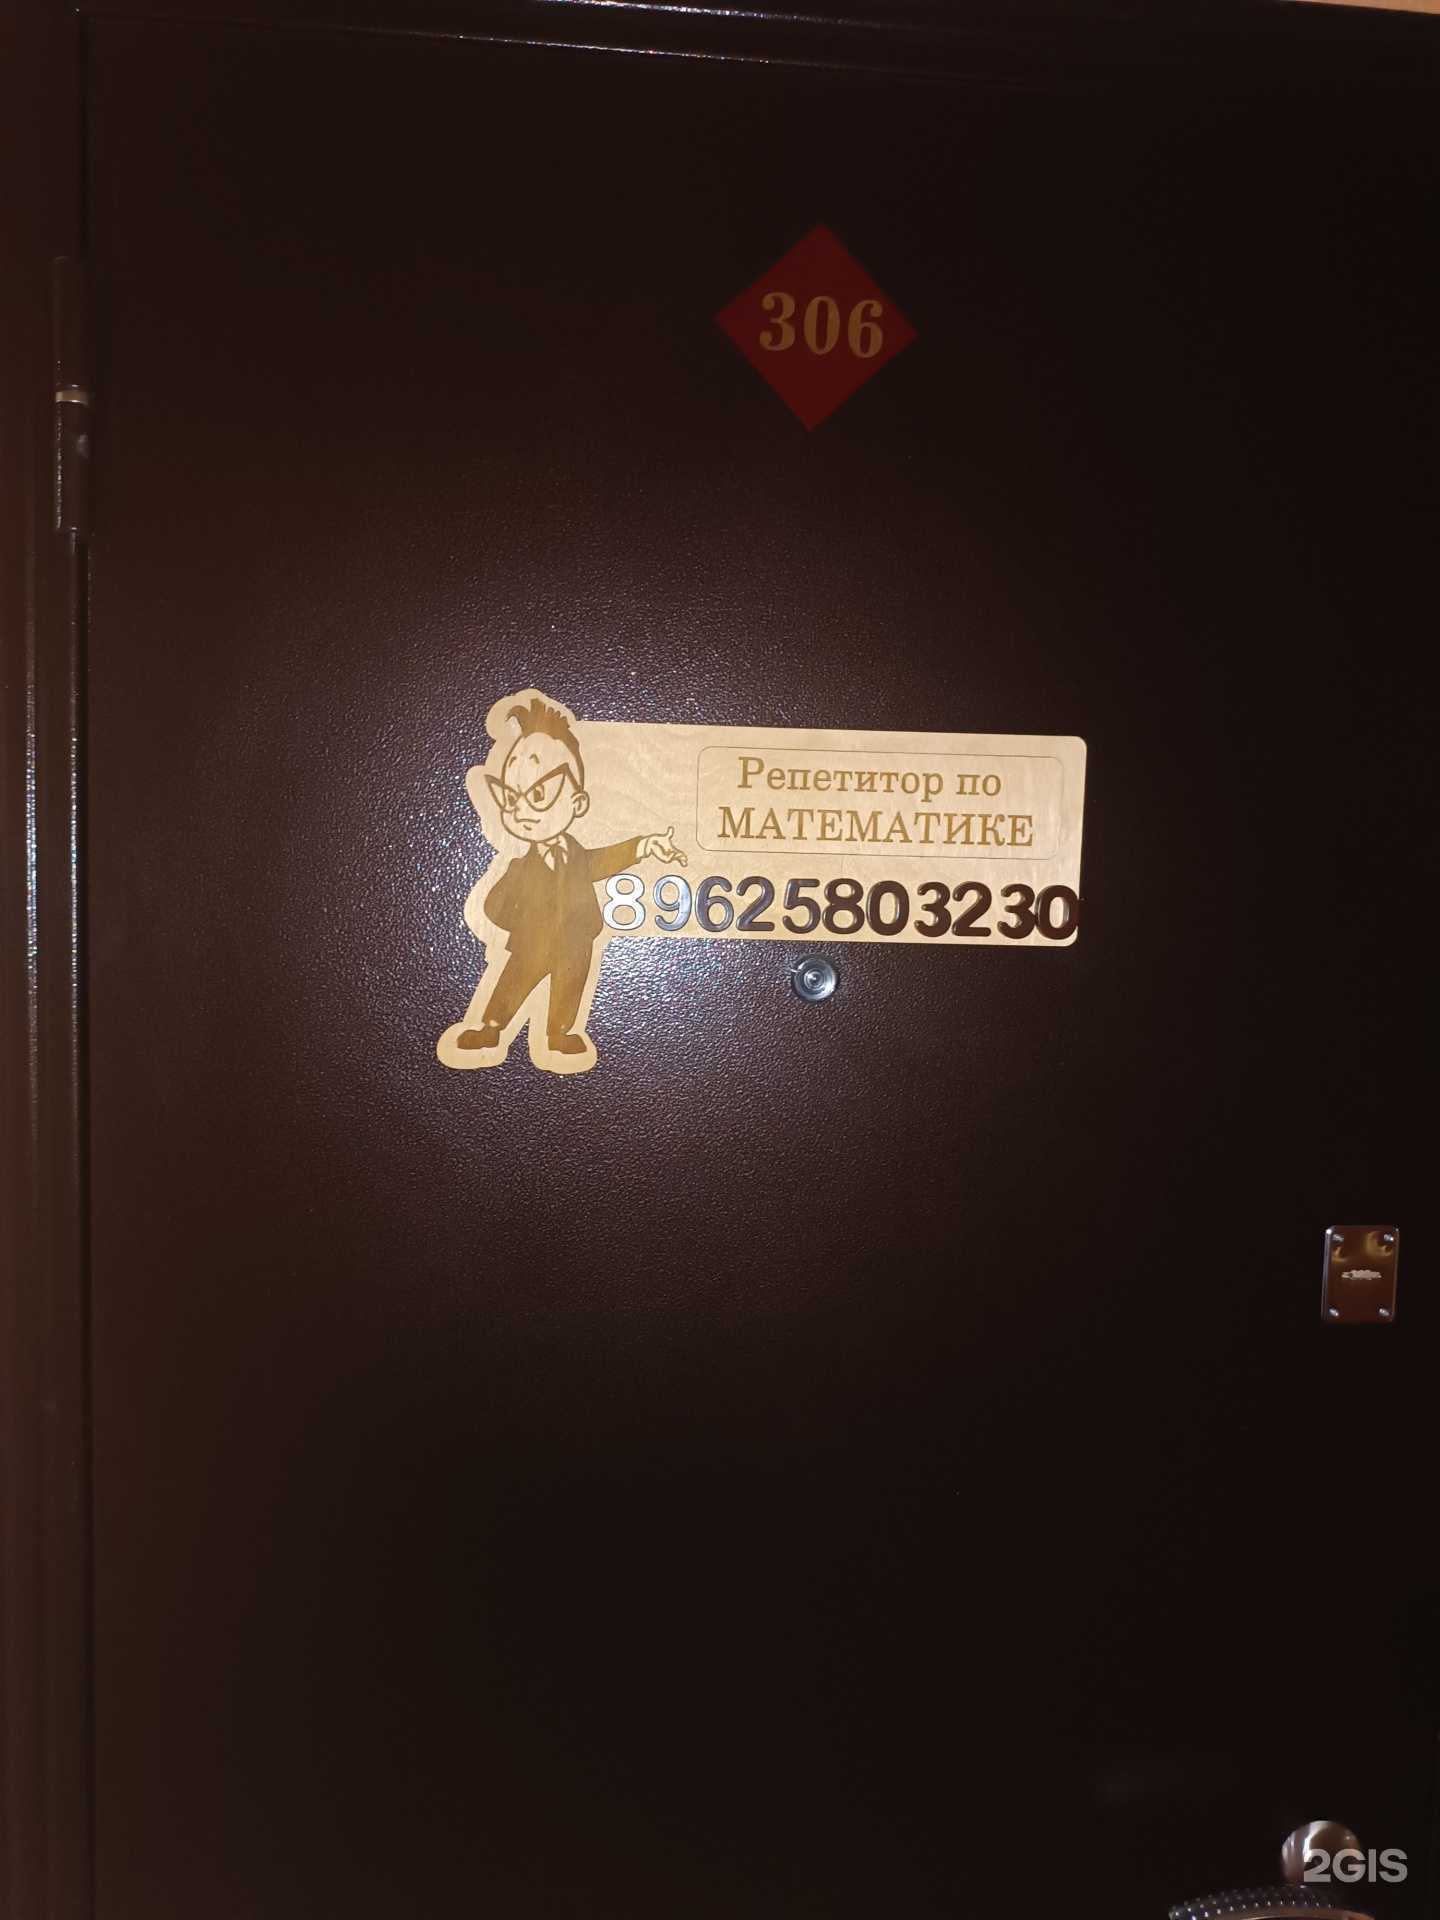 306
Репетитор по
МАТЕМАТИКЕ
89625803230
2GIS